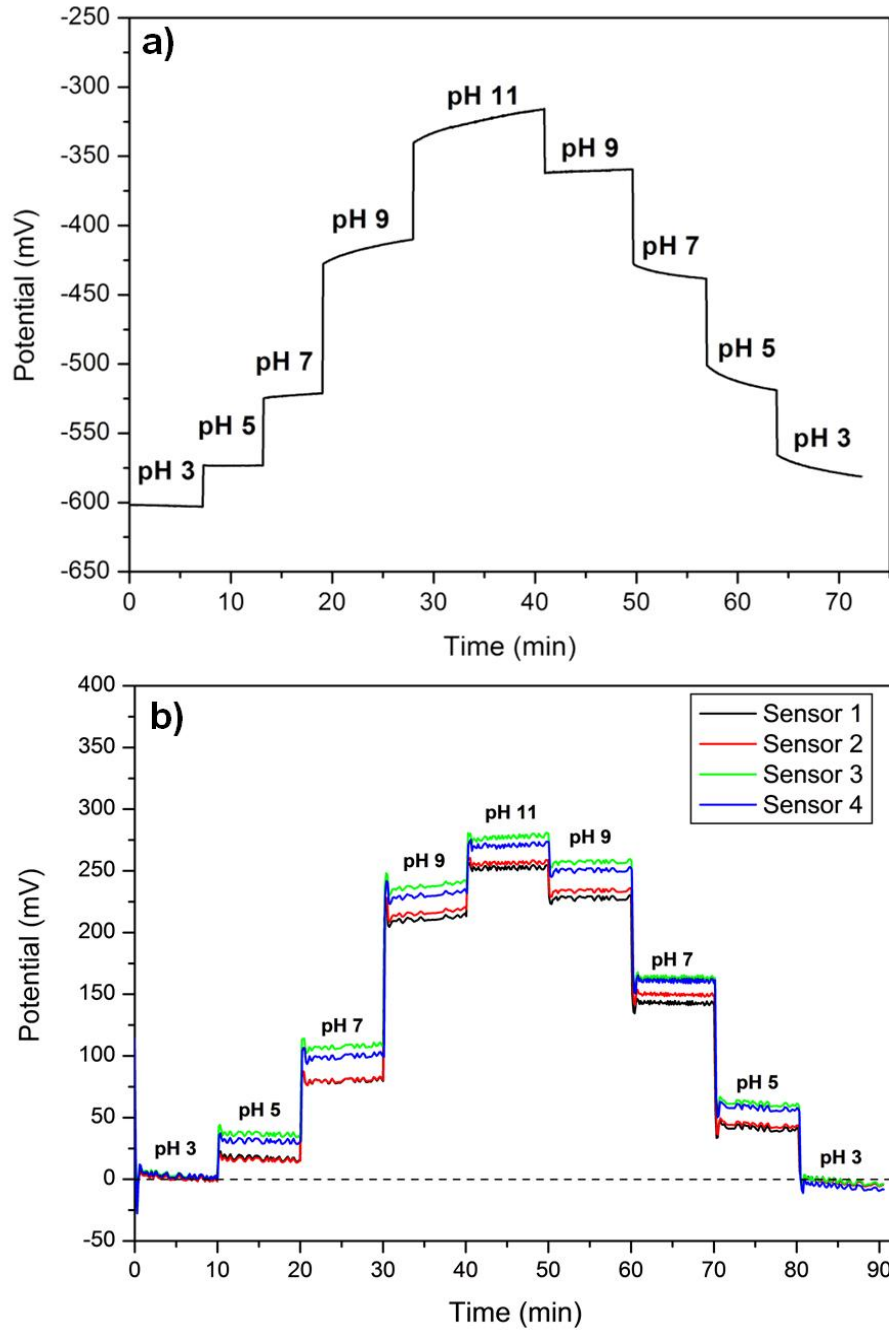 a)
-250
-300
-350
-400
-450
-500
-550
-600
-650
Potential (mV)
pH 3
pH 5
pH 7
pH 9
pH 11
pH 9
pH 7
pH 5
pH 3
0 10 20 30 40 50 60 70
Time (min)
b)
400
350
300
250
200
150
100
50
0
-50
Potential (mV)
Sensor 1
Sensor 2
Sensor 3
Sensor 4
pH 3
pH 5
pH 7
pH 9
pH 11
pH 9
pH 7
pH 5
pH 3
0 10 20 30 40 50 60 70 80 90
Time (min)